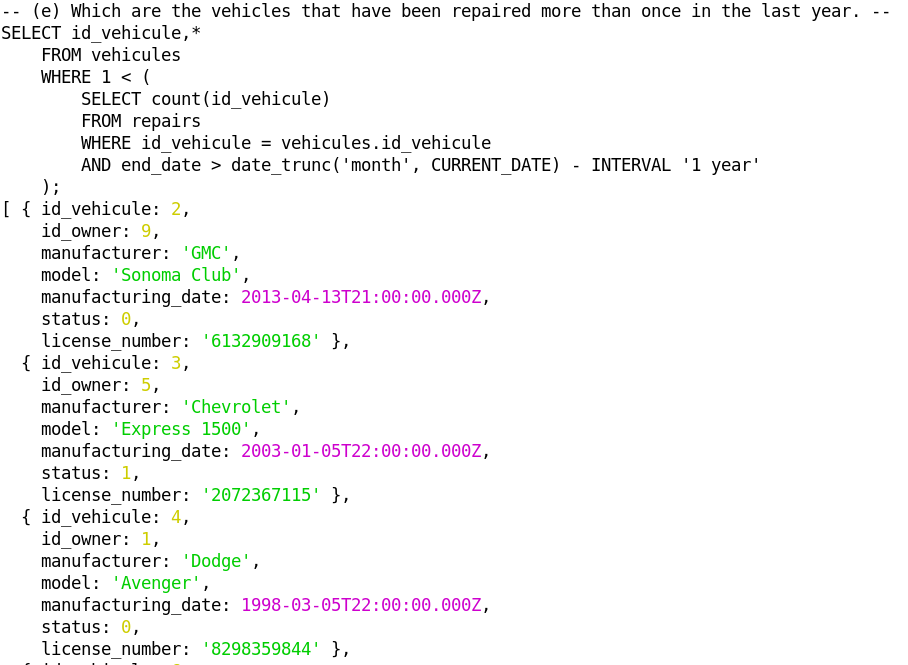 -- (e) Which are the vehicles that have been repaired more than once in the last year. --
SELECT id_vehicule,*
    FROM vehicules
    WHERE 1 < (
        SELECT count(id_vehicule)
        FROM repairs
        WHERE id_vehicule = vehicules.id_vehicule
        AND end_date > date_trunc('month', CURRENT_DATE) - INTERVAL '1 year'
    );
[ { id_vehicule: 2,
    id_owner: 9,
    manufacturer: 'GMC',
    model: 'Sonoma Club',
    manufacturing_date: 2013-04-13T21:00:00.000Z,
    status: 0,
    license_number: '6132909168' },
  { id_vehicule: 3,
    id_owner: 5,
    manufacturer: 'Chevrolet',
    model: 'Express 1500',
    manufacturing_date: 2003-01-05T22:00:00.000Z,
    status: 1,
    license_number: '2072367115' },
  { id_vehicule: 4,
    id_owner: 1,
    manufacturer: 'Dodge',
    model: 'Avenger',
    manufacturing_date: 1998-03-05T22:00:00.000Z,
    status: 0,
    license_number: '8298359844' },